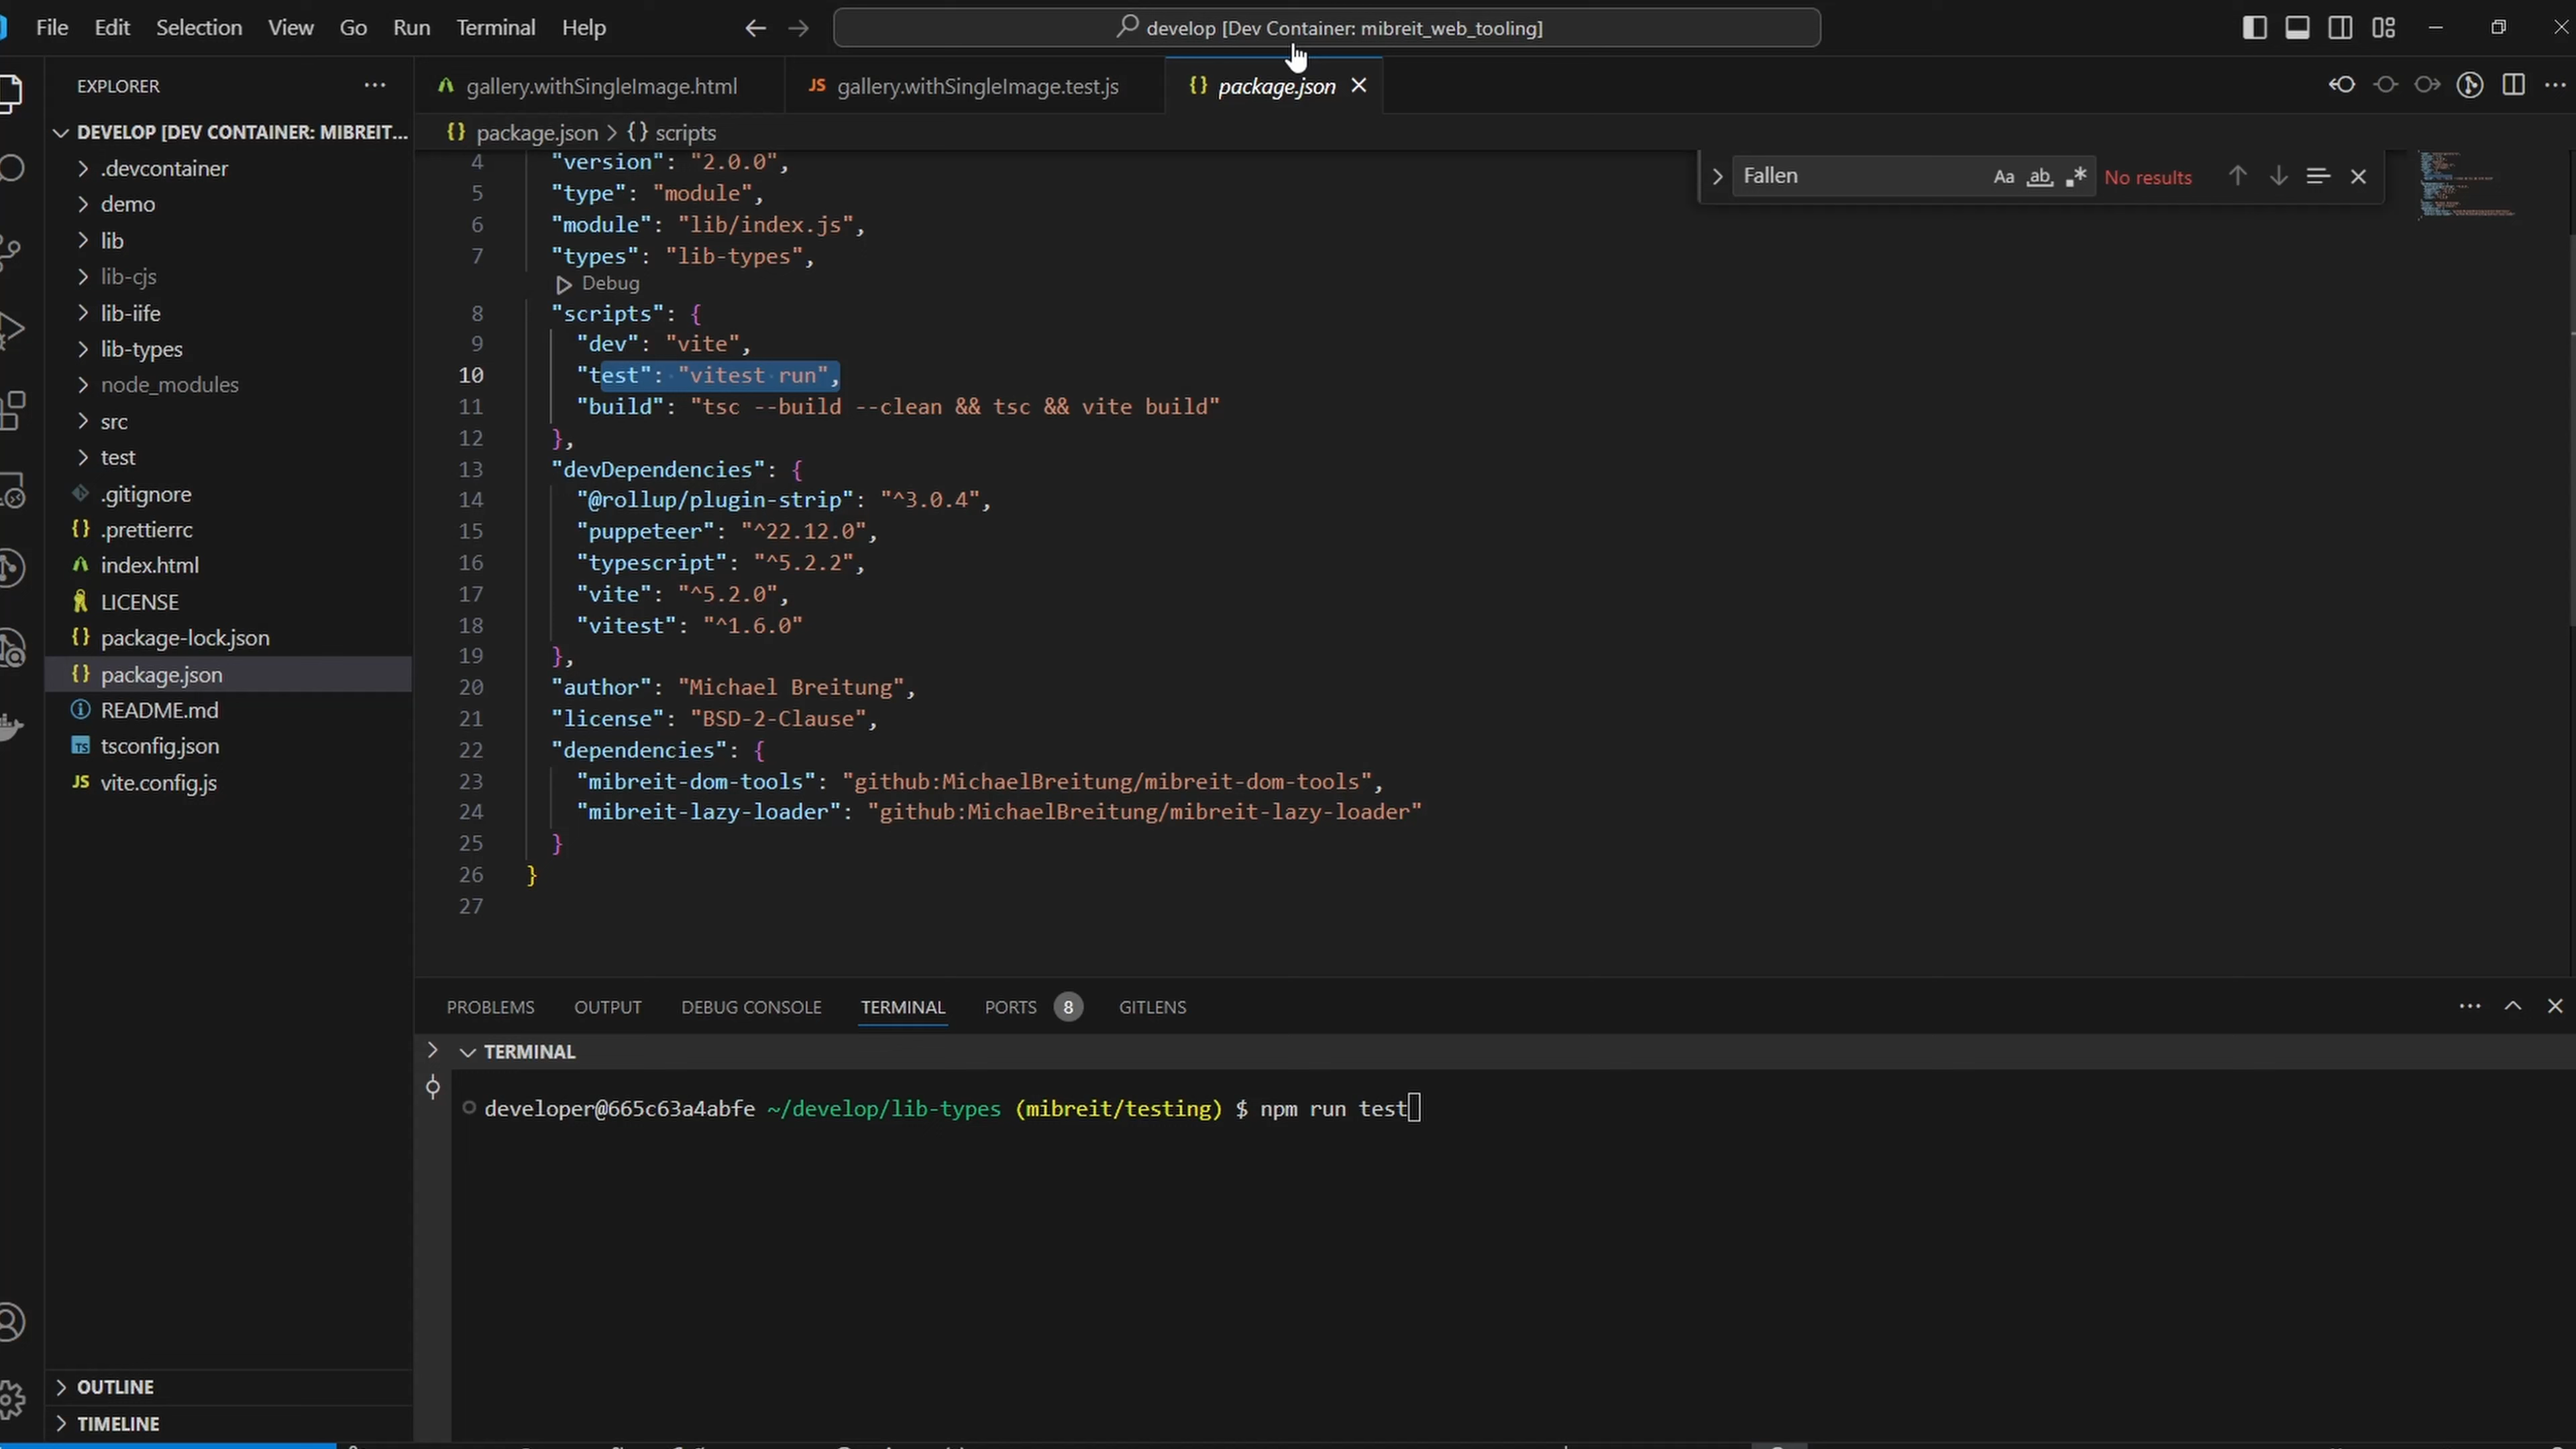 File Edit Selection View Go Run Terminal Help
develop [Dev Container: mibreit_web_tooling]
EXPLORER
DEVELOP [DEV CONTAINER: MIBREIT...
.devcontainer
demo
lib
lib-cjs
lib-iife
lib-types
node_modules
src
test
.gitignore
.prettierrc
index.html
LICENSE
package-lock.json
package.json
README.md
tsconfig.json
vite.config.js
OUTLINE
TIMELINE
gallery.withSingleImage.html
JS gallery.withSingleImage.test.js
{} package.json
{} package.json > {} scripts
Fallen Aa ab .* No results
4 "version": "2.0.0",
5 "type": "module",
6 "module": "lib/index.js",
7 "types": "lib-types",
Debug
8 "scripts": {
9 "dev": "vite",
10 "test": "vitest run",
11 "build": "tsc --build --clean && tsc && vite build"
12 },
13 "devDependencies": {
14 "@rollup/plugin-strip": "^3.0.4",
15 "puppeteer": "^22.12.0",
16 "typescript": "^5.2.2",
17 "vite": "^5.2.0",
18 "vitest": "^1.6.0"
19 },
20 "author": "Michael Breitung",
21 "license": "BSD-2-Clause",
22 "dependencies": {
23 "mibreit-dom-tools": "github:MichaelBreitung/mibreit-dom-tools",
24 "mibreit-lazy-loader": "github:MichaelBreitung/mibreit-lazy-loader"
25 }
26 }
27
PROBLEMS OUTPUT DEBUG CONSOLE TERMINAL PORTS 8 GITLENS
TERMINAL
developer@665c63a4abfe ~/develop/lib-types (mibreit/testing) $ npm run test